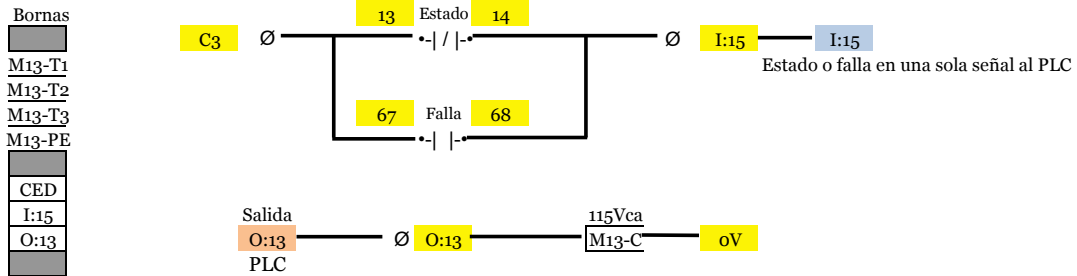 Bornas
M13-T1
M13-T2
M13-T3
M13-PE
CED
I:15
O:13
13 Estado 14
C3 Ø •-| / |-• Ø I:15 I:15
Estado o falla en una sola señal al PLC
67 Falla 68
•-| |-•
Salida 115Vca
O:13 Ø O:13 M13-C 0V
PLC